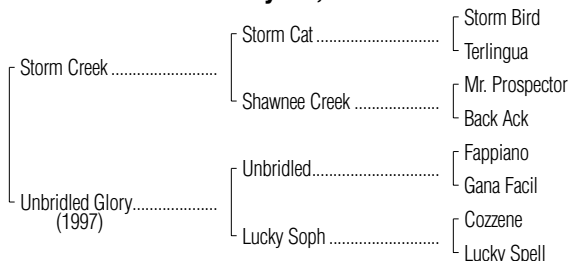 Storm Bird
Storm Cat
Terlingua
Storm Creek
Mr. Prospector
Shawnee Creek
Back Ack
Fappiano
Unbridled
Gana Facil
Unbridled Glory
(1997)
Cozzene
Lucky Soph
Lucky Spell